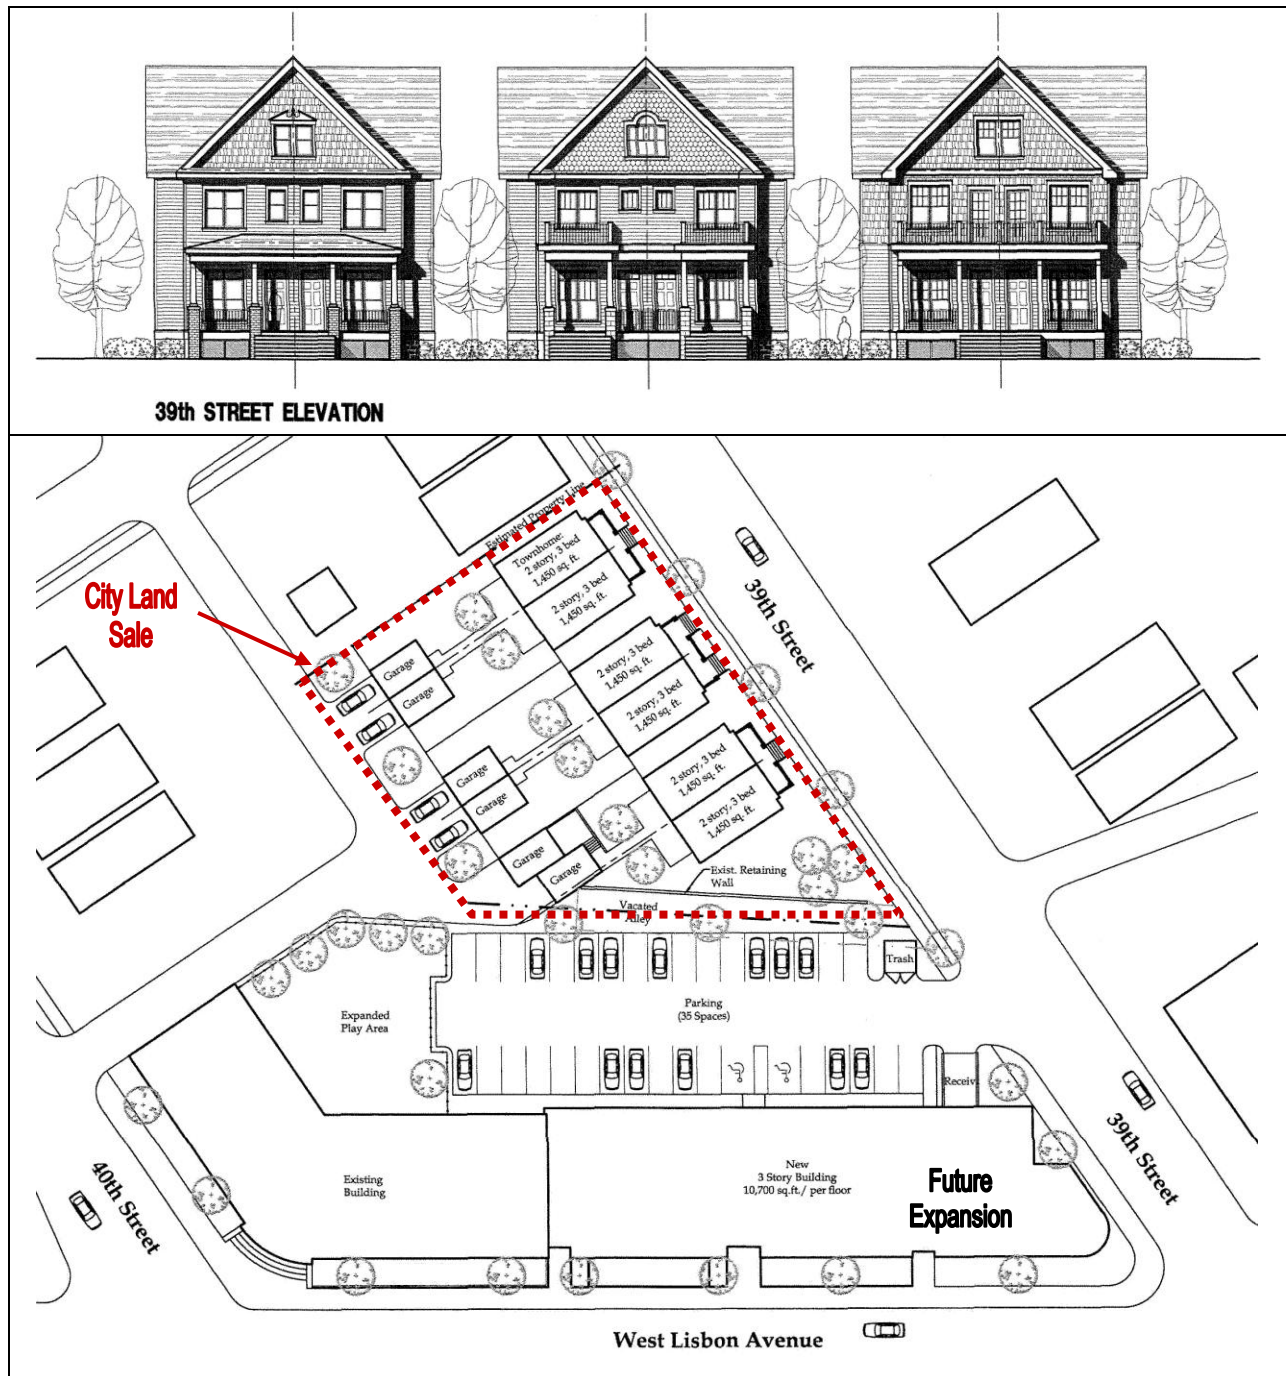 39th STREET ELEVATION
Estimated Property Line
Townhome:
2 story, 3 bed
1,450 sq. ft.
2 story, 3 bed
1,450 sq. ft.
39th Street
City Land
Sale
Garage
Garage
2 story, 3 bed
1,450 sq. ft.
2 story, 3 bed
1,450 sq. ft.
Garage
Garage
2 story, 3 bed
1,450 sq. ft.
2 story, 3 bed
1,450 sq. ft.
Garage
Garage
Exist. Retaining
Wall
Vacated
Alley
Trash
Expanded
Play Area
Parking
(35 Spaces)
Receiv.
39th Street
40th Street
Existing
Building
New
3 Story Building
10,700 sq.ft./ per floor
Future
Expansion
West Lisbon Avenue